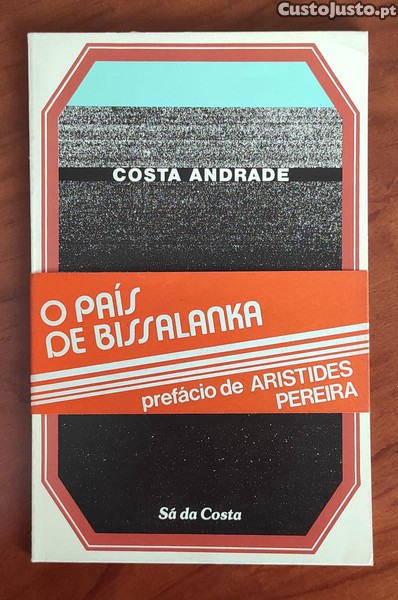 CustoJusto.pt
COSTA ANDRADE
O PAÍS
DE BISSALANKA
prefácio de ARISTIDES
PEREIRA
Sá da Costa